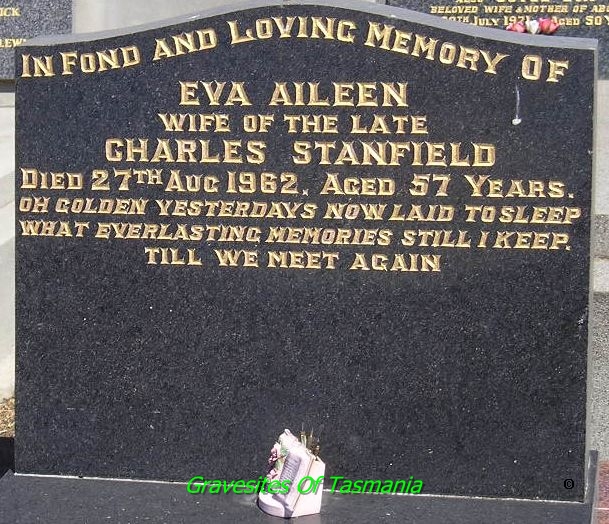 ALSO
BELOVED WIFE & MOTHER OF
JULY 1971 AGED
IN FOND AND LOVING MEMORY OF
EVA AILEEN
WIFE OF THE LATE
CHARLES STANFIELD
DIED 27TH AUG 1962. AGED 57 YEARS.
OH GOLDEN YESTERDAYS NOW LAID TO SLEEP
WHAT EVERLASTING MEMORIES STILL I KEEP.
TILL WE MEET AGAIN
Gravesites Of Tasmania